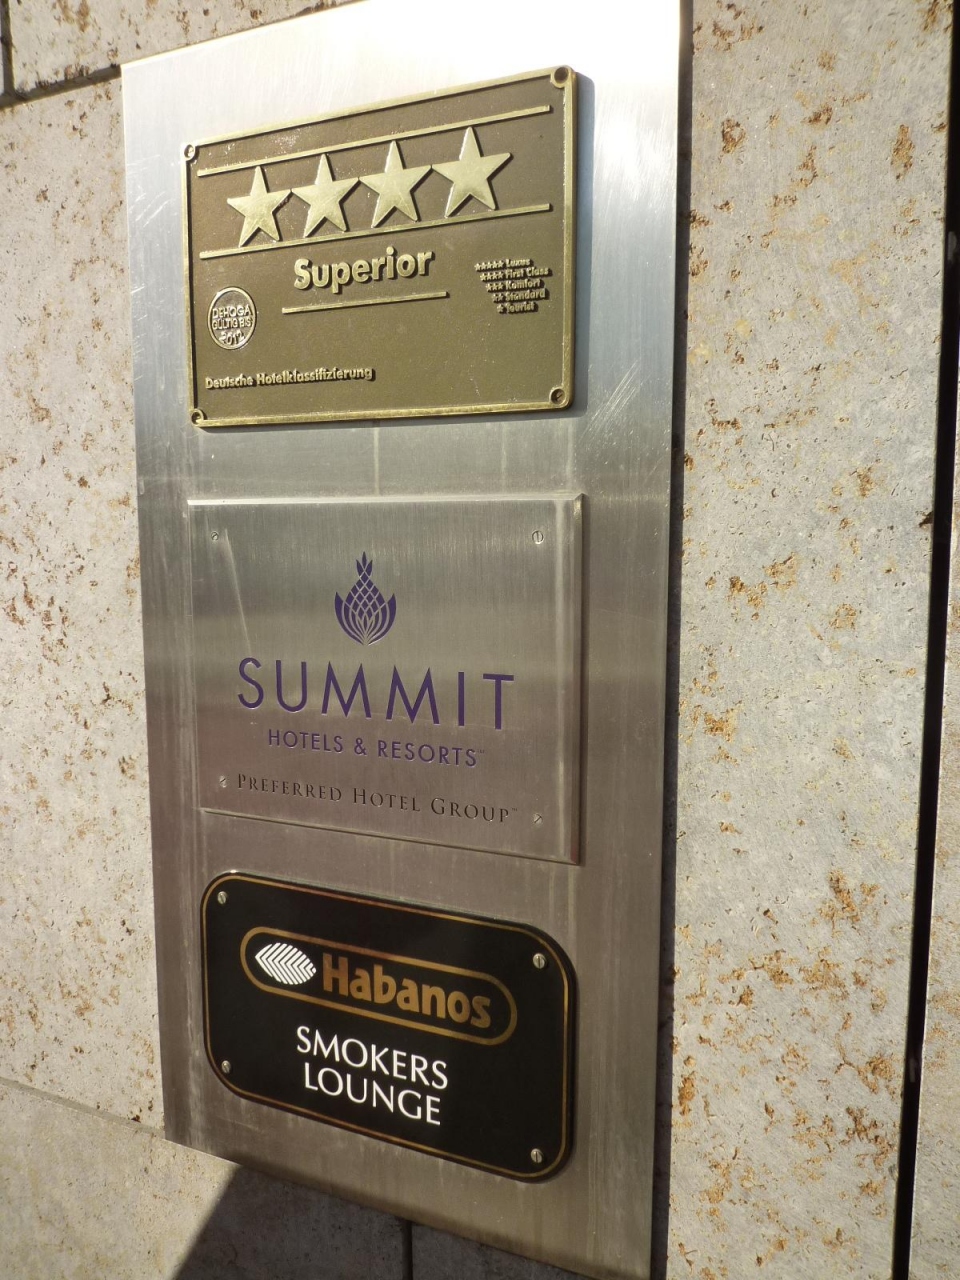 Superior
***** Luxus
**** First Class
*** Komfort
** Standard
* Tourist
DEHOGA
GÜLTIG BIS
2012
Deutsche Hotelklassifizierung
SUMMIT
HOTELS & RESORTS
PREFERRED HOTEL GROUP™
Habanos
SMOKERS
LOUNGE